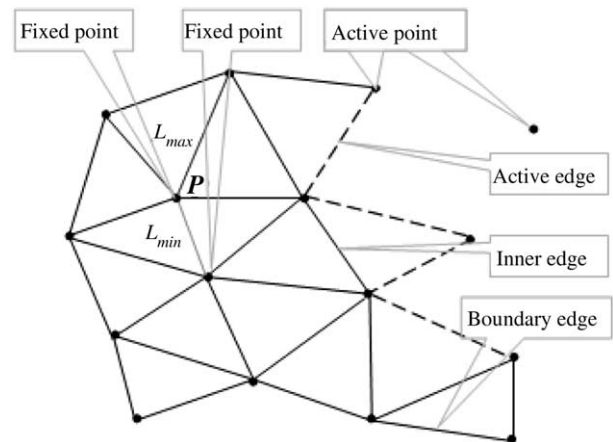 Fixed point
Fixed point
Active point
L_max
P
Active edge
L_min
Inner edge
Boundary edge